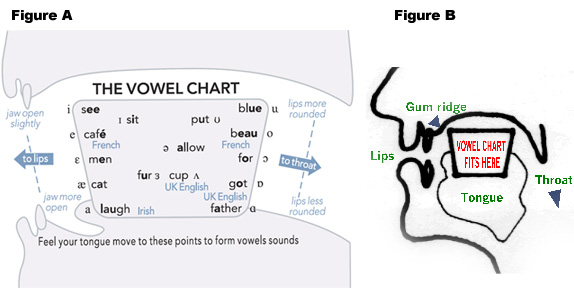 Figure A
Figure B
THE VOWEL CHART
jaw open
slightly
i see
ɪ sit
put ʊ
blue u
lips more
rounded
e café
French
beau o
French
ə allow
to lips
ɛ men
for ɔ
to throat
fur ɜ cup ʌ
UK English
æ cat
got ɒ
UK English
jaw more
open
a laugh Irish
father ɑ
lips less
rounded
Feel your tongue move to these points to form vowels sounds
Gum ridge
VOWEL CHART
FITS HERE
Lips
Tongue
Throat